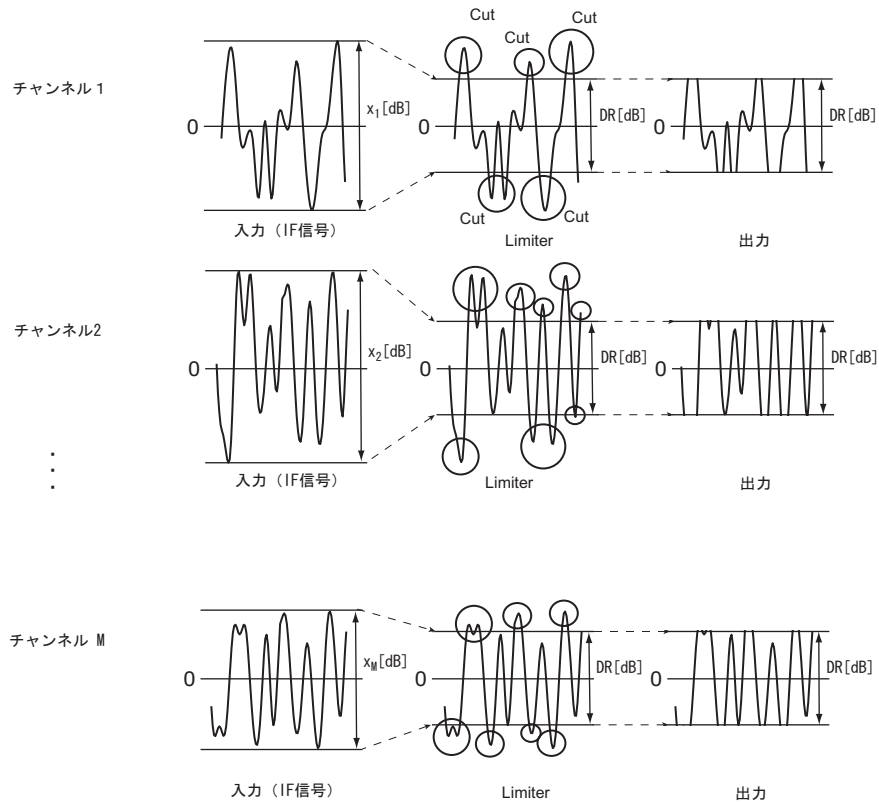 Cut Cut Cut
チャンネル 1
0 x1[dB] 0 DR[dB] 0 DR[dB]
Cut Cut
入力（IF信号） Limiter 出力
チャンネル2
0 x2[dB] 0 DR[dB] 0 DR[dB]
入力（IF信号） Limiter 出力
・
・
・
チャンネル M
0 xM[dB] 0 DR[dB] 0 DR[dB]
入力（IF信号） Limiter 出力